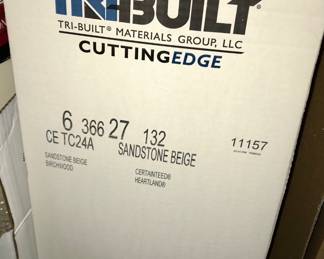 TRI-BUILT
TRI-BUILT® MATERIALS GROUP, LLC
CUTTINGEDGE
6 366 27 132 11157
CE TC24A SANDSTONE BEIGE
SANDSTONE BEIGE CERTAINTEED®
BIRCHWOOD HEARTLAND®